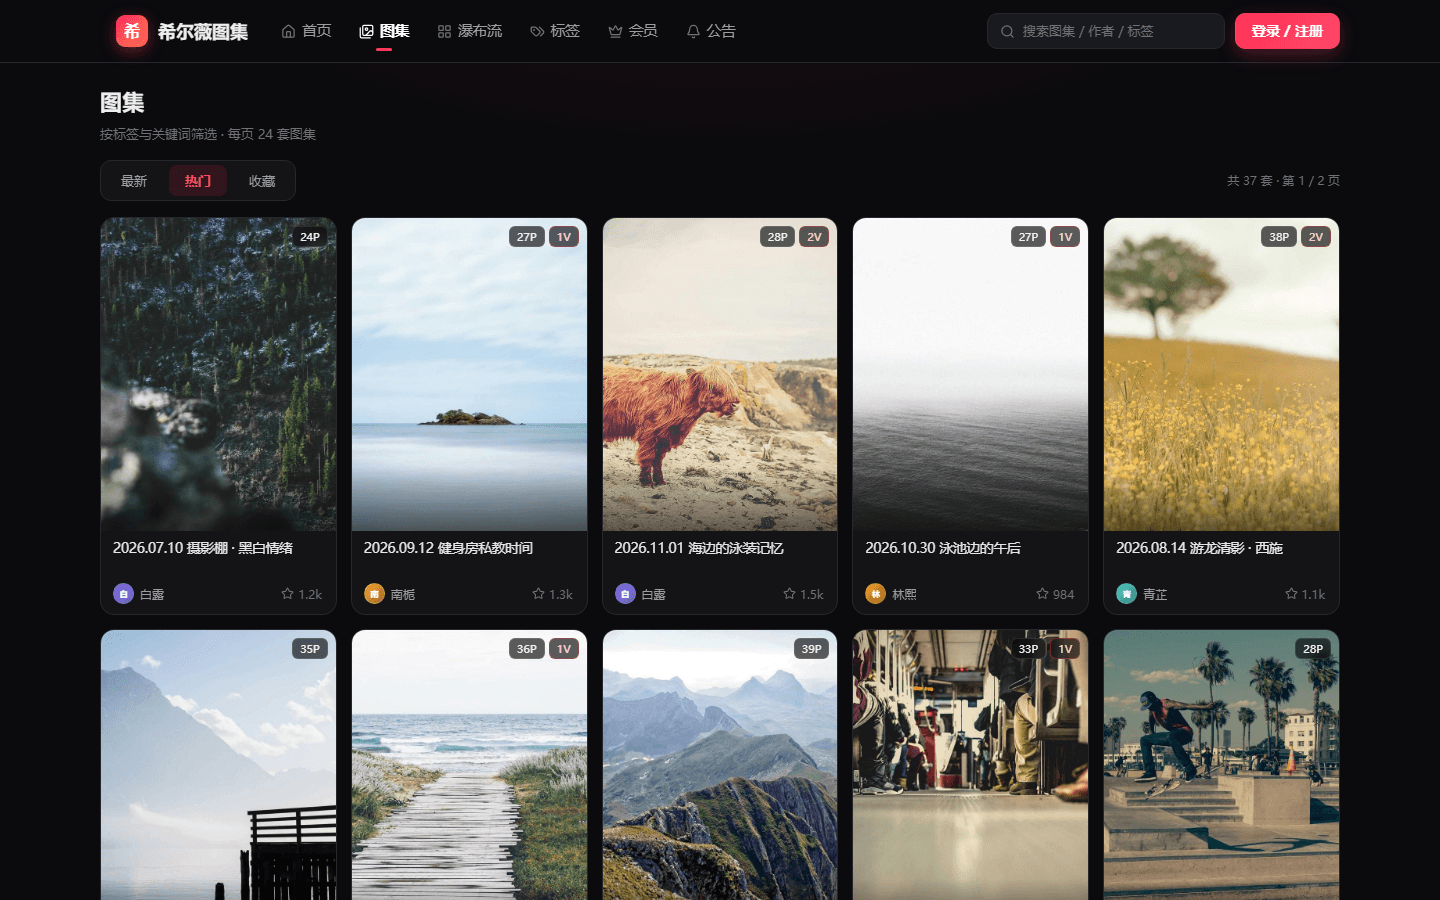 希 希尔薇图集 首页 图集 瀑布流 标签 会员 公告 搜索图集 / 作者 / 标签 登录 / 注册
图集
按标签与关键词筛选 · 每页 24 套图集
最新 热门 收藏 共 37 套 · 第 1 / 2 页
24P 27P 1V 28P 2V 27P 1V 38P 2V
2026.07.10 摄影棚 · 黑白情绪 2026.09.12 健身房私教时间 2026.11.01 海边的泳装记忆 2026.10.30 泳池边的午后 2026.08.14 游龙清影 · 西施
白 白露 1.2k 南 南栀 1.3k 白 白露 1.5k 林 林熙 984 青 青芷 1.1k
35P 36P 1V 39P 33P 1V 28P